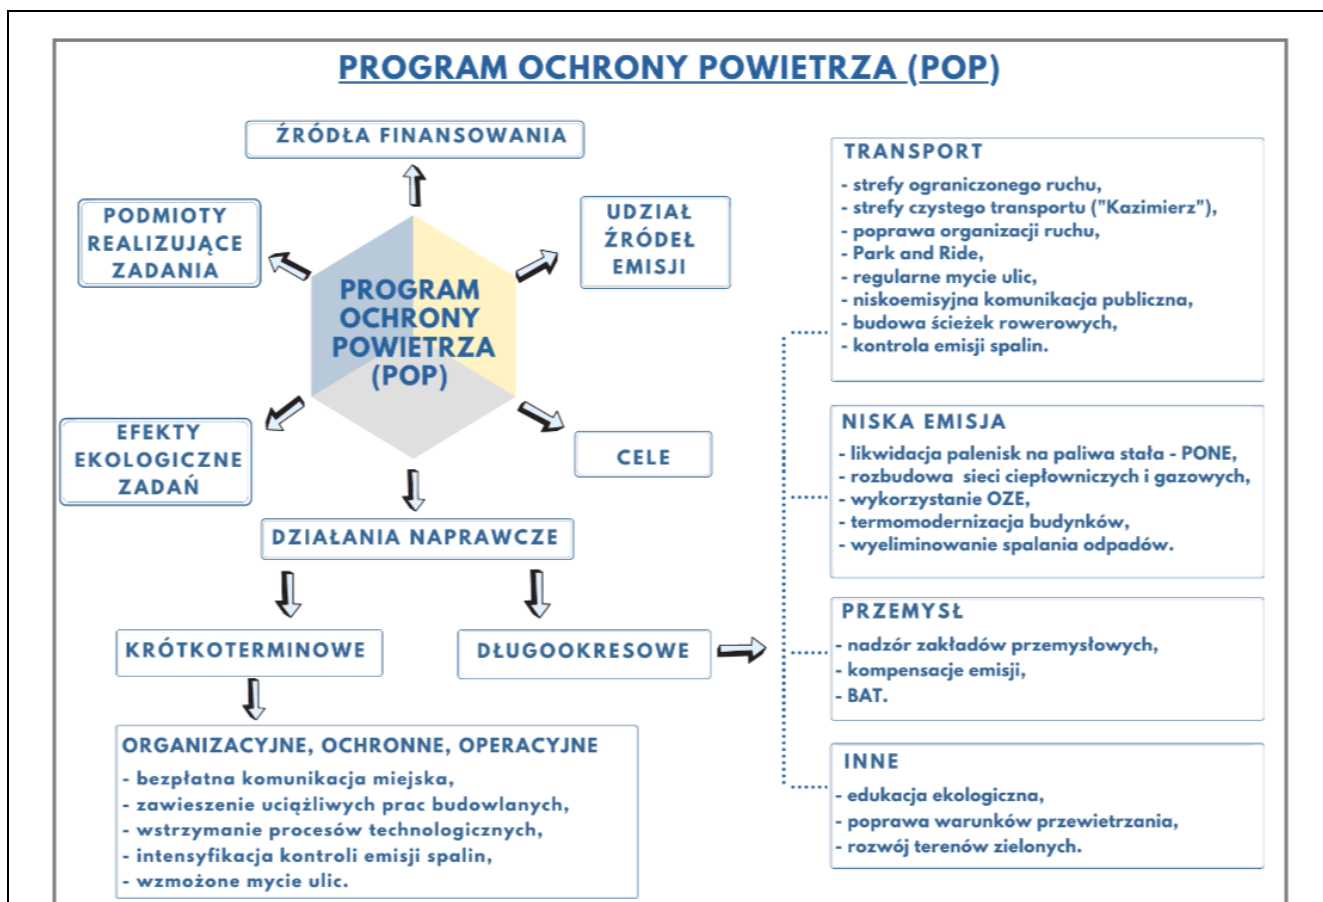 PROGRAM OCHRONY POWIETRZA (POP)
ŹRÓDŁA FINANSOWANIA
PODMIOTY
REALIZUJĄCE
ZADANIA
UDZIAŁ
ŹRÓDEŁ
EMISJI
PROGRAM
OCHRONY
POWIETRZA
(POP)
EFEKTY
EKOLOGICZNE
ZADAŃ
CELE
DZIAŁANIA NAPRAWCZE
KRÓTKOTERMINOWE
DŁUGOOKRESOWE
ORGANIZACYJNE, OCHRONNE, OPERACYJNE
- bezpłatna komunikacja miejska,
- zawieszenie uciążliwych prac budowlanych,
- wstrzymanie procesów technologicznych,
- intensyfikacja kontroli emisji spalin,
- wzmożone mycie ulic.
TRANSPORT
- strefy ograniczonego ruchu,
- strefy czystego transportu ("Kazimierz"),
- poprawa organizacji ruchu,
- Park and Ride,
- regularne mycie ulic,
- niskoemisyjna komunikacja publiczna,
- budowa ścieżek rowerowych,
- kontrola emisji spalin.
NISKA EMISJA
- likwidacja palenisk na paliwa stała - PONE,
- rozbudowa sieci ciepłowniczych i gazowych,
- wykorzystanie OZE,
- termomodernizacja budynków,
- wyeliminowanie spalania odpadów.
PRZEMYSŁ
- nadzór zakładów przemysłowych,
- kompensacje emisji,
- BAT.
INNE
- edukacja ekologiczna,
- poprawa warunków przewietrzania,
- rozwój terenów zielonych.